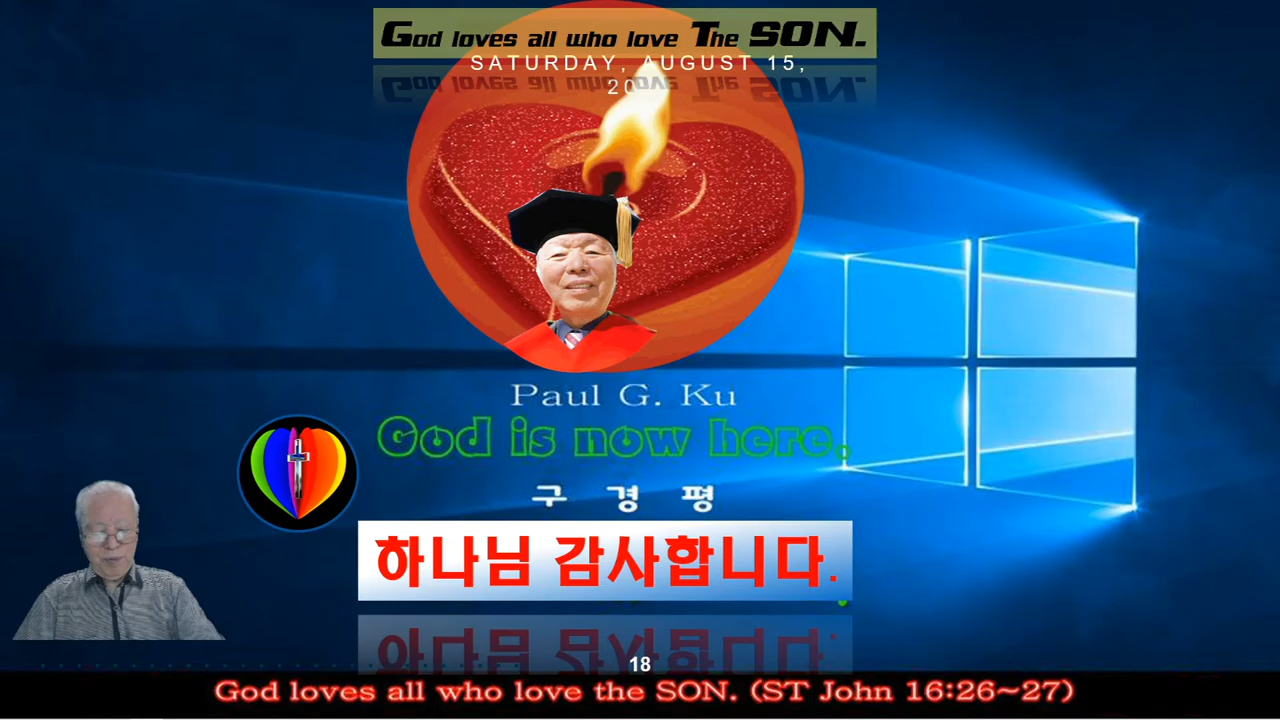 God loves all who love The SON.
SATURDAY, AUGUST 15,
20
Paul G. Ku
God is now here.
구 경 평
하나님 감사합니다.
18
God loves all who love the SON. (ST John 16:26~27)